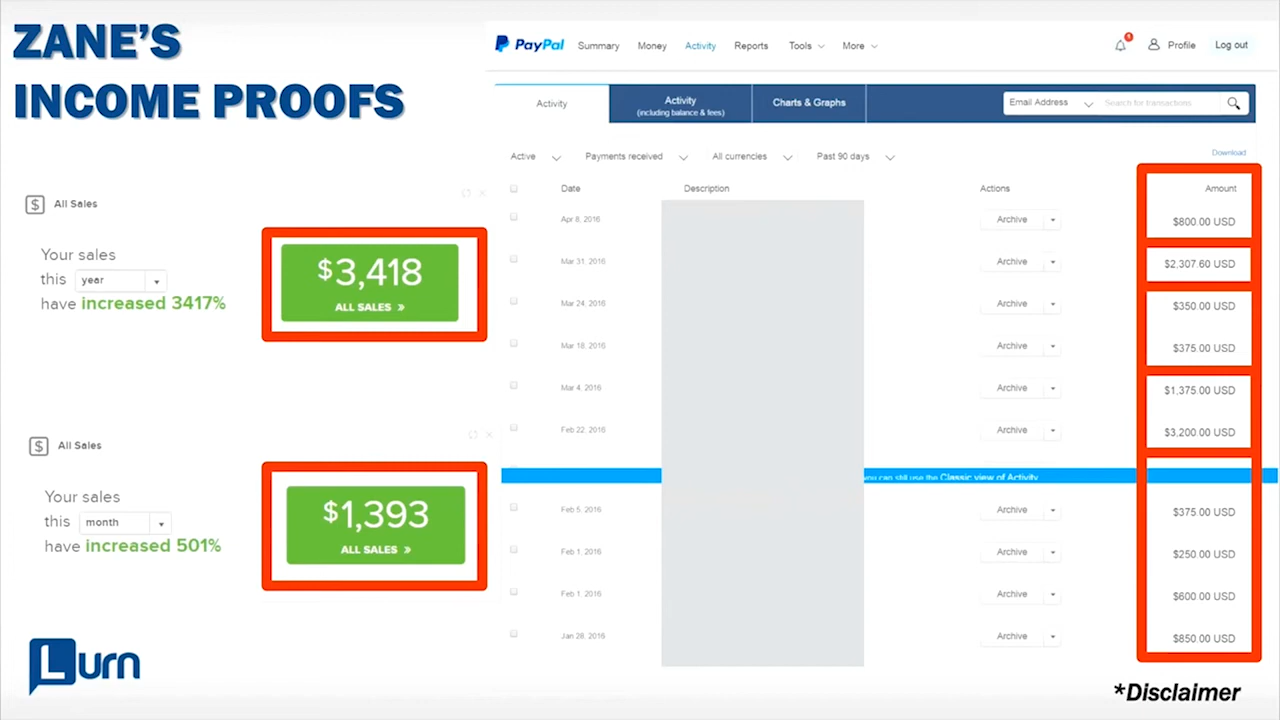 ZANE'S
INCOME PROOFS
PayPal Summary Money Activity Reports Tools More 1 Profile Log out
Activity
Activity
(including balance & fees)
Charts & Graphs
Email Address
Search for transactions
Active Payments received All currencies Past 90 days
Download
Date Description Actions Amount
Apr 8, 2016 Archive $800.00 USD
Mar 31, 2016 Archive $2,307.60 USD
Mar 24, 2016 Archive $350.00 USD
Mar 18, 2016 Archive $375.00 USD
Mar 4, 2016 Archive $1,375.00 USD
Feb 22, 2016 Archive $3,200.00 USD
you can still use the Classic view of Activity
Feb 5, 2016 Archive $375.00 USD
Feb 1, 2016 Archive $250.00 USD
Feb 1, 2016 Archive $600.00 USD
Jan 28, 2016 Archive $850.00 USD
$ All Sales
Your sales
this year
have increased 3417%
$3,418
ALL SALES »
$ All Sales
Your sales
this month
have increased 501%
$1,393
ALL SALES »
Lurn
*Disclaimer